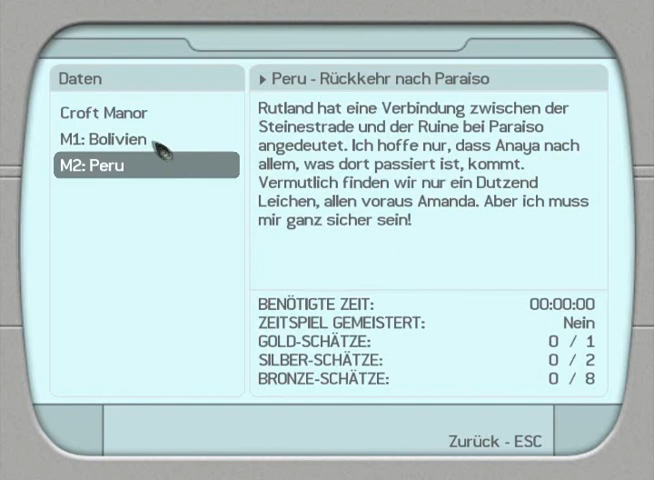 Daten
Croft Manor
M1: Bolivien
M2: Peru
Peru - Rückkehr nach Paraiso
Rutland hat eine Verbindung zwischen der
Steinestrade und der Ruine bei Paraiso
angedeutet. Ich hoffe nur, dass Anaya nach
allem, was dort passiert ist, kommt.
Vermutlich finden wir nur ein Dutzend
Leichen, allen voraus Amanda. Aber ich muss
mir ganz sicher sein!
BENÖTIGTE ZEIT: 00:00:00
ZEITSPIEL GEMEISTERT: Nein
GOLD-SCHÄTZE: 0 / 1
SILBER-SCHÄTZE: 0 / 2
BRONZE-SCHÄTZE: 0 / 8
Zurück - ESC